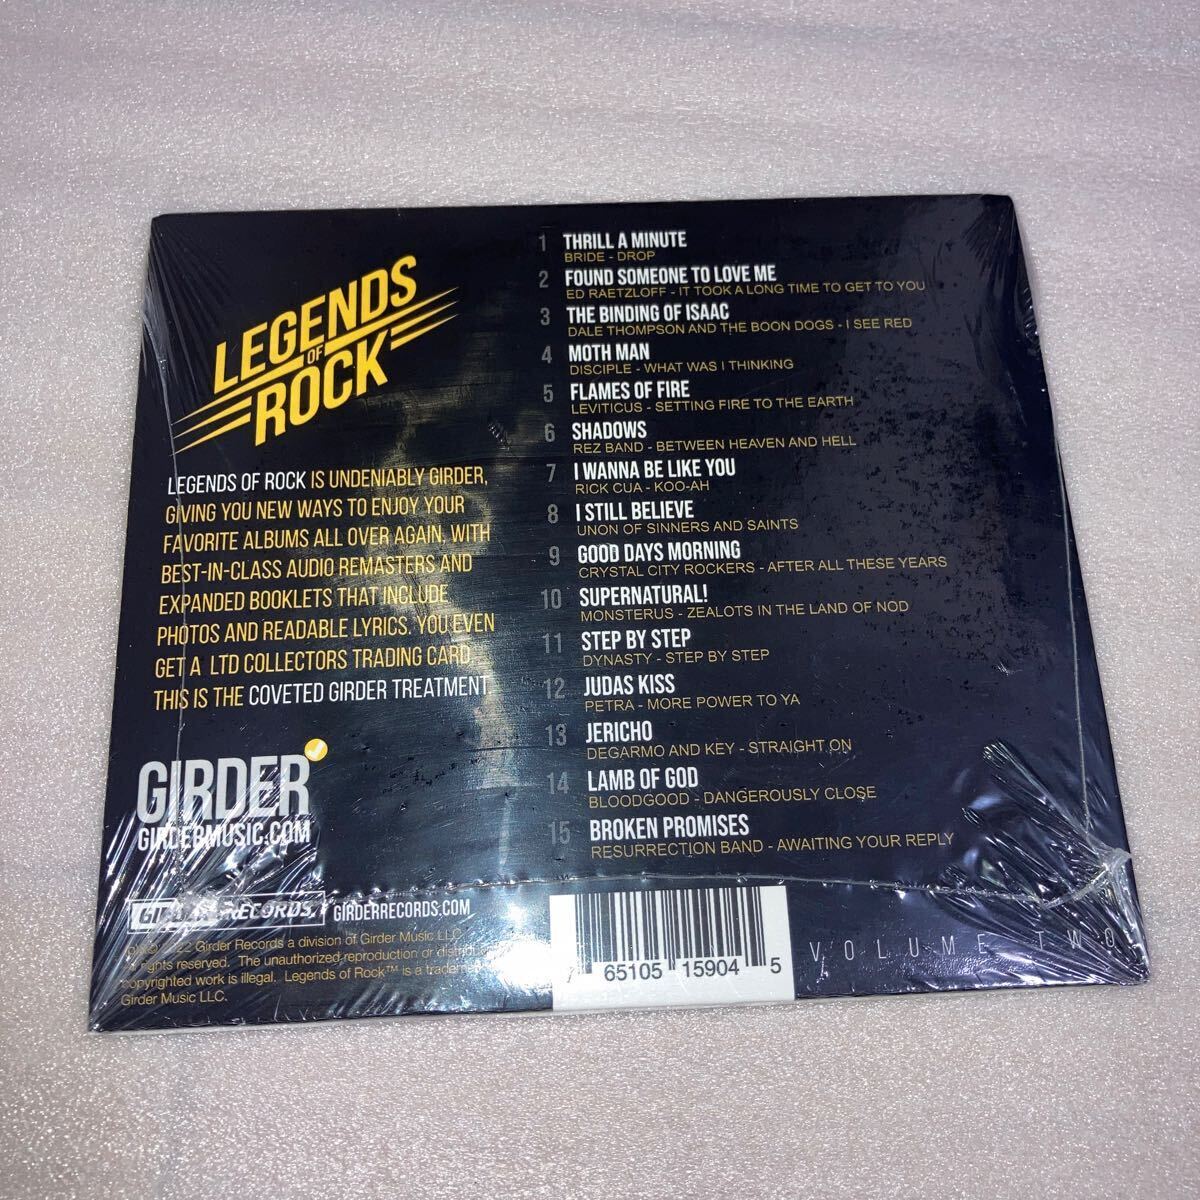 LEGENDS
OF
ROCK
LEGENDS OF ROCK IS UNDENIABLY GIRDER,
GIVING YOU NEW WAYS TO ENJOY YOUR
FAVORITE ALBUMS ALL OVER AGAIN, WITH
BEST-IN-CLASS AUDIO REMASTERS AND
EXPANDED BOOKLETS THAT INCLUDE
PHOTOS AND READABLE LYRICS. YOU EVEN
GET A LTD COLLECTORS TRADING CARD
THIS IS THE COVETED GIRDER TREATMENT.
GIRDER
GIRDERMUSIC.COM
GIRDER RECORDS. GIRDERRECORDS.COM
2022 Girder Records a division of Girder Music LLC.
All rights reserved. The unauthorized reproduction or
copyrighted work is illegal. Legends of Rock™ is a
Girder Music LLC.
1 THRILL A MINUTE
BRIDE - DROP
2 FOUND SOMEONE TO LOVE ME
ED RAETZLOFF - IT TOOK A LONG TIME TO GET TO YOU
3 THE BINDING OF ISAAC
DALE THOMPSON AND THE BOON DOGS - I SEE RED
4 MOTH MAN
DISCIPLE - WHAT WAS I THINKING
5 FLAMES OF FIRE
LEVITICUS - SETTING FIRE TO THE EARTH
6 SHADOWS
REZ BAND - BETWEEN HEAVEN AND HELL
7 I WANNA BE LIKE YOU
RICK CUA - KOO-AH
8 I STILL BELIEVE
UNON OF SINNERS AND SAINTS
9 GOOD DAYS MORNING
CRYSTAL CITY ROCKERS - AFTER ALL THESE YEARS
10 SUPERNATURAL!
MONSTERUS - ZEALOTS IN THE LAND OF NOD
11 STEP BY STEP
DYNASTY - STEP BY STEP
12 JUDAS KISS
PETRA - MORE POWER TO YA
13 JERICHO
DEGARMO AND KEY - STRAIGHT ON
14 LAMB OF GOD
BLOODGOOD - DANGEROUSLY CLOSE
15 BROKEN PROMISES
RESURRECTION BAND - AWAITING YOUR REPLY
7 65105 15904 5
VOLUME TWO